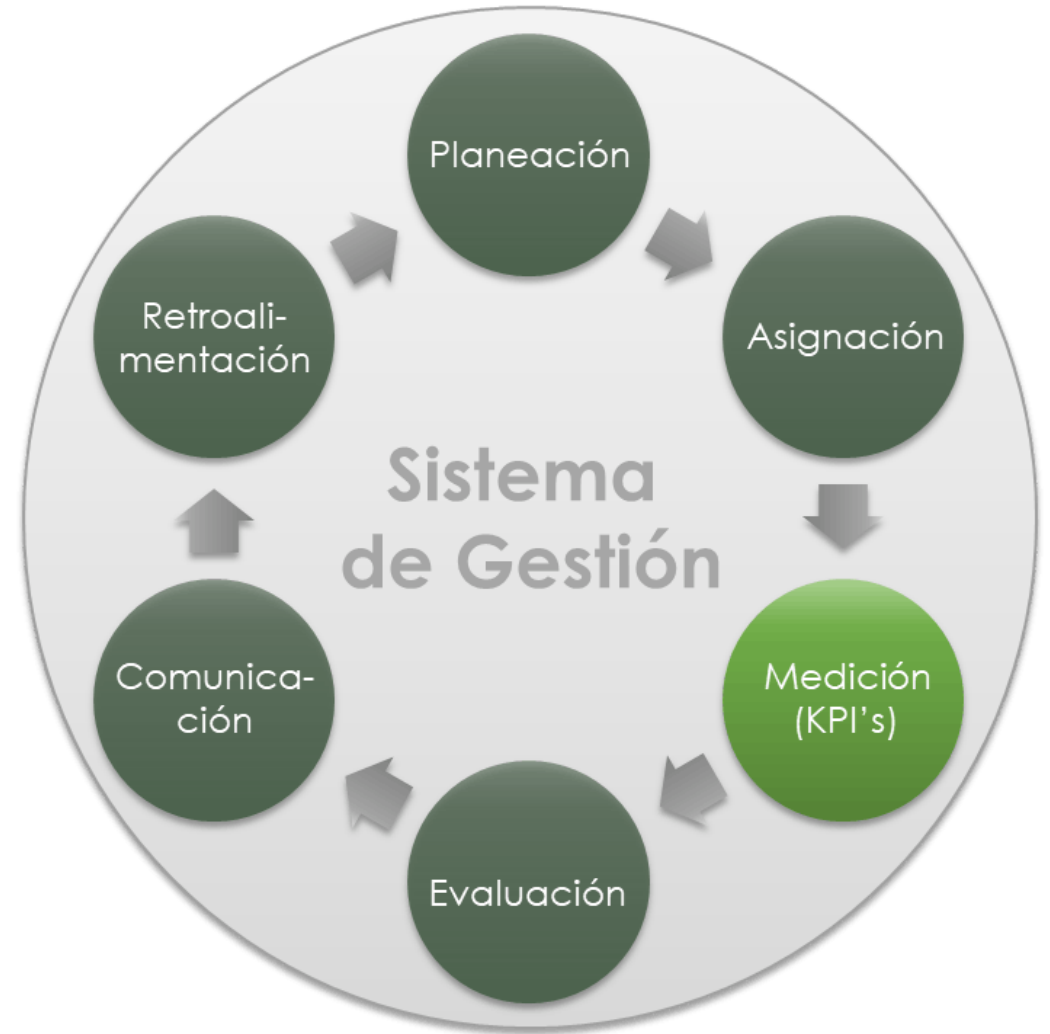 Planeación
Asignación
Medición
(KPI's)
Evaluación
Comunica-
ción
Retroali-
mentación
Sistema
de Gestión